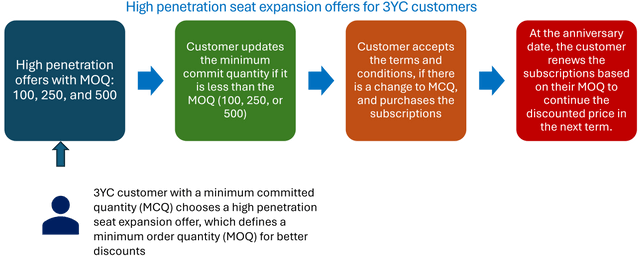 High penetration seat expansion offers for 3YC customers
High penetration
offers with MOQ:
100, 250, and 500
Customer updates
the minimum
commit quantity if it
is less than the
MOQ (100, 250, or
500)
Customer accepts
the terms and
conditions, if there
is a change to MCQ,
and purchases the
subscriptions
At the anniversary
date, the customer
renews the
subscriptions based
on their MOQ to
continue the
discounted price in
the next term.
3YC customer with a minimum committed
quantity (MCQ) chooses a high penetration
seat expansion offer, which defines a
minimum order quantity (MOQ) for better
discounts